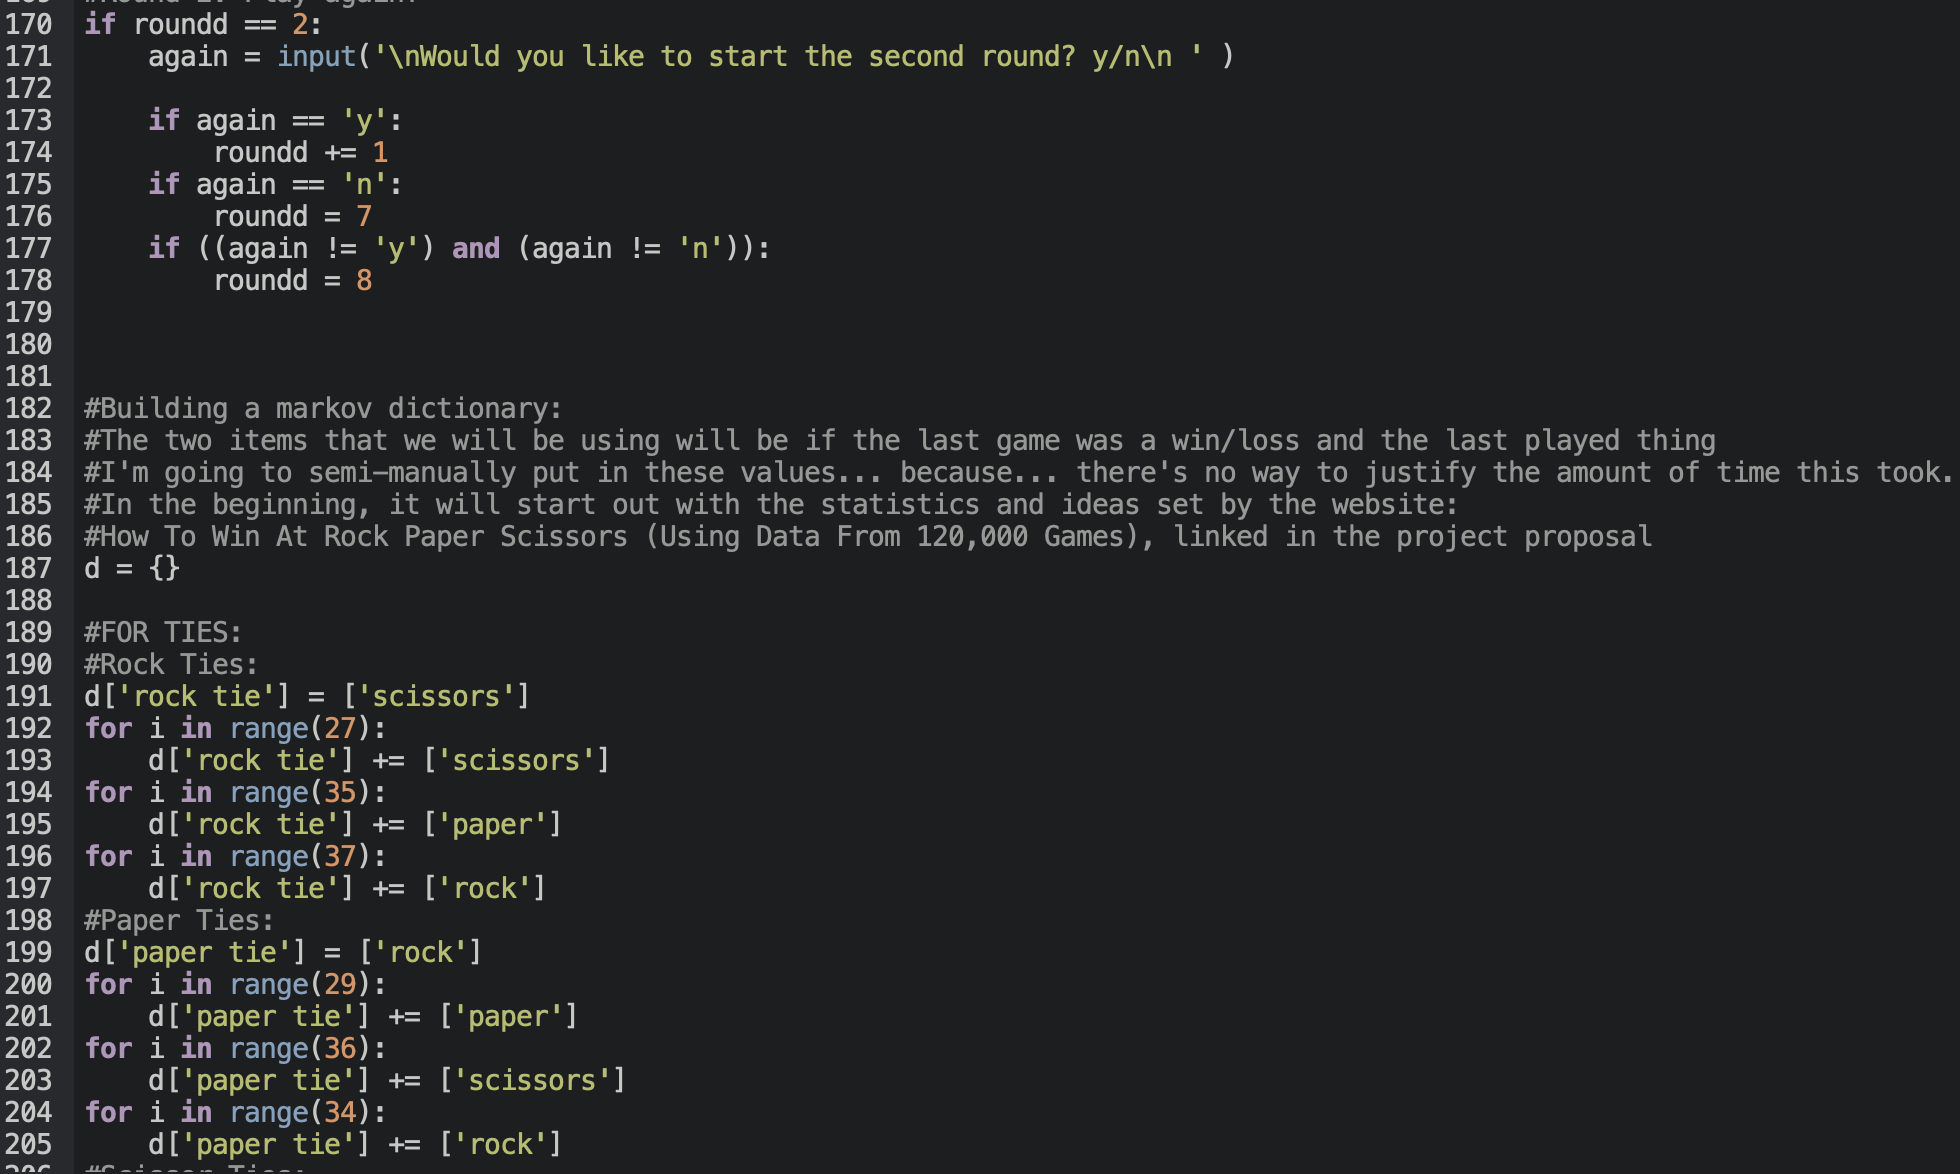 170 if roundd == 2:
171     again = input('\nWould you like to start the second round? y/n\n ' )
172
173     if again == 'y':
174         roundd += 1
175     if again == 'n':
176         roundd = 7
177     if ((again != 'y') and (again != 'n')):
178         roundd = 8
179
180
181
182 #Building a markov dictionary:
183 #The two items that we will be using will be if the last game was a win/loss and the last played thing
184 #I'm going to semi-manually put in these values... because... there's no way to justify the amount of time this took.
185 #In the beginning, it will start out with the statistics and ideas set by the website:
186 #How To Win At Rock Paper Scissors (Using Data From 120,000 Games), linked in the project proposal
187 d = {}
188
189 #FOR TIES:
190 #Rock Ties:
191 d['rock tie'] = ['scissors']
192 for i in range(27):
193     d['rock tie'] += ['scissors']
194 for i in range(35):
195     d['rock tie'] += ['paper']
196 for i in range(37):
197     d['rock tie'] += ['rock']
198 #Paper Ties:
199 d['paper tie'] = ['rock']
200 for i in range(29):
201     d['paper tie'] += ['paper']
202 for i in range(36):
203     d['paper tie'] += ['scissors']
204 for i in range(34):
205     d['paper tie'] += ['rock']